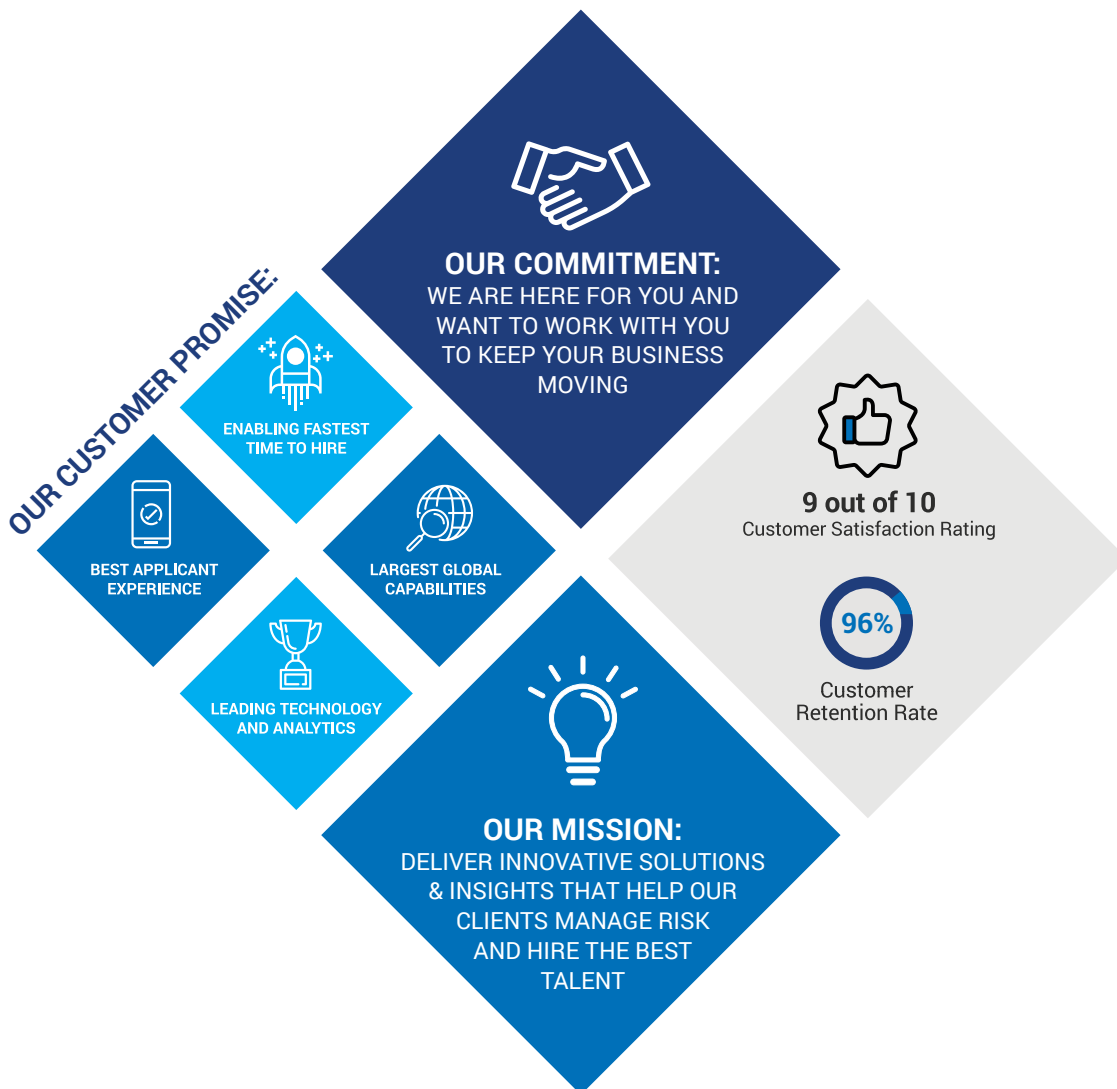 OUR COMMITMENT:
WE ARE HERE FOR YOU AND
WANT TO WORK WITH YOU
TO KEEP YOUR BUSINESS
MOVING
OUR CUSTOMER PROMISE:
ENABLING FASTEST
TIME TO HIRE
BEST APPLICANT
EXPERIENCE
LARGEST GLOBAL
CAPABILITIES
LEADING TECHNOLOGY
AND ANALYTICS
9 out of 10
Customer Satisfaction Rating
96%
Customer
Retention Rate
OUR MISSION:
DELIVER INNOVATIVE SOLUTIONS
& INSIGHTS THAT HELP OUR
CLIENTS MANAGE RISK
AND HIRE THE BEST
TALENT